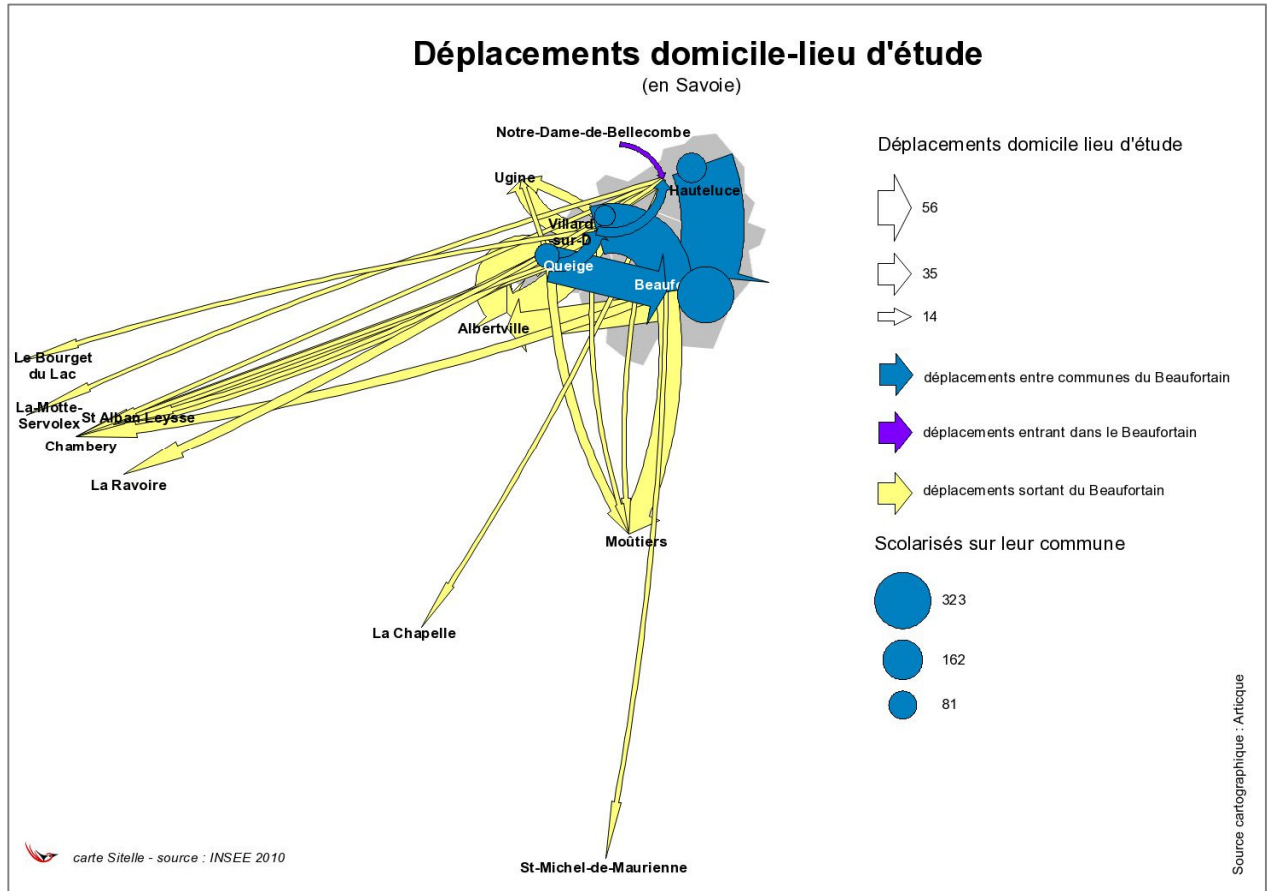 Déplacements domicile-lieu d'étude
(en Savoie)
Notre-Dame-de-Bellecombe
Ugine
Hauteluce
Villard
-sur-D
Queige
Beaufo
Albertville
Le Bourget
du Lac
La-Motte-
Servolex
St Alban Leysse
Chambery
La Ravoire
Moûtiers
La Chapelle
St-Michel-de-Maurienne
Déplacements domicile lieu d'étude
56
35
14
déplacements entre communes du Beaufortain
déplacements entrant dans le Beaufortain
déplacements sortant du Beaufortain
Scolarisés sur leur commune
323
162
81
carte Sitelle - source : INSEE 2010
Source cartographique : Articque